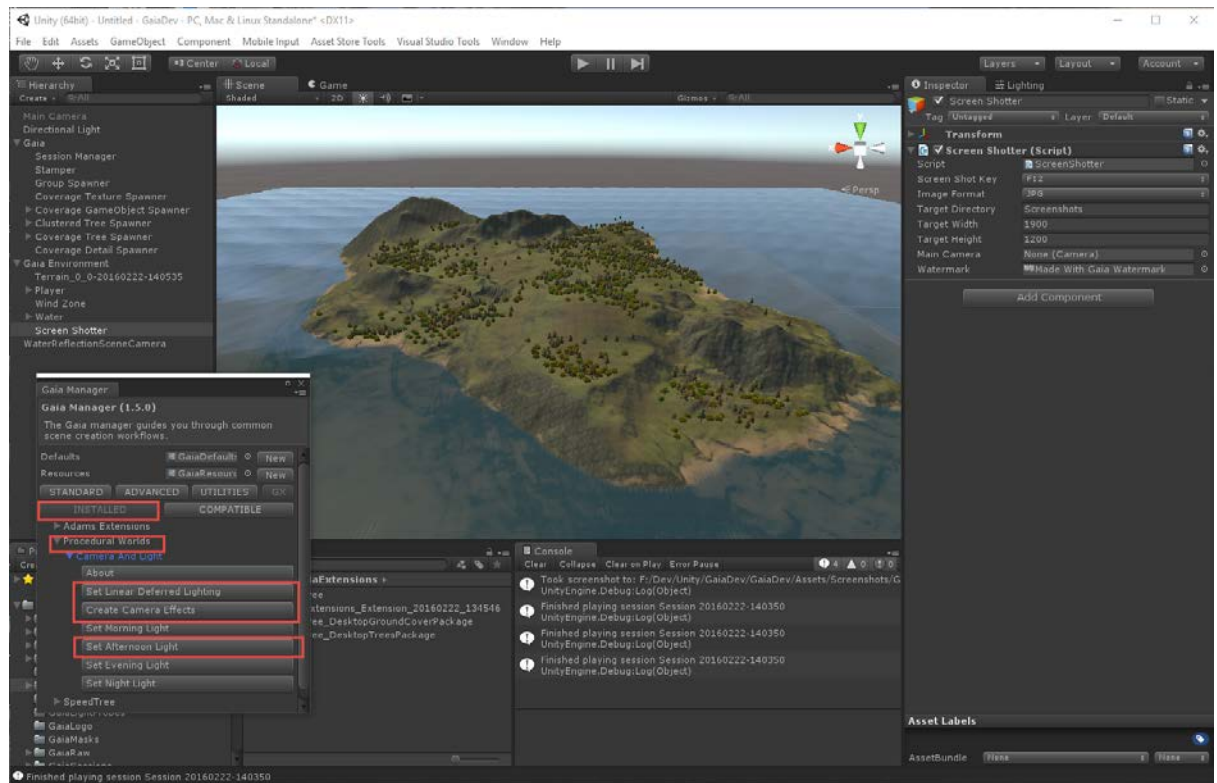 Unity (64bit) - Untitled - GaiaDev - PC, Mac & Linux Standalone* <DX11>
File Edit Assets GameObject Component Mobile Input Asset Store Tools Visual Studio Tools Window Help
Center Local Layers Layout Account
Hierarchy
Create All
Main Camera
Directional Light
Gaia
Session Manager
Stamper
Group Spawner
Coverage Texture Spawner
Coverage GameObject Spawner
Clustered Tree Spawner
Coverage Tree Spawner
Coverage Detail Spawner
Gaia Environment
Terrain_0_0-20160222-140535
Player
Wind Zone
Water
Screen Shotter
WaterReflectionSceneCamera
Scene Game
Shaded 2D Gizmos All
Persp
Inspector Lighting
Screen Shotter Static
Tag Untagged Layer Default
Transform
Screen Shotter (Script)
Script ScreenShotter
Screen Shot Key F12
Image Format JPG
Target Directory Screenshots
Target Width 1900
Target Height 1200
Main Camera None (Camera)
Watermark Made With Gaia Watermark
Add Component
Gaia Manager
Gaia Manager (1.5.0)
The Gaia manager guides you through common
scene creation workflows.
Defaults GaiaDefault New
Resources GaiaResour New
STANDARD ADVANCED UTILITIES GX
INSTALLED COMPATIBLE
Adams Extensions
Procedural Worlds
Camera And Light
About
Set Linear Deferred Lighting
Create Camera Effects
Set Morning Light
Set Afternoon Light
Set Evening Light
Set Night Light
SpeedTree
GaiaLogo
GaiaMasks
GaiaRaw
iaExtensions
ree
xtensions_Extension_20160222_134546
ree_DesktopGroundCoverPackage
ree_DesktopTreesPackage
Console
Clear Collapse Clear on Play Error Pause 4 0 0
Took screenshot to: F:/Dev/Unity/GaiaDev/GaiaDev/Assets/Screenshots/G
UnityEngine.Debug:Log(Object)
Finished playing session Session 20160222-140350
UnityEngine.Debug:Log(Object)
Finished playing session Session 20160222-140350
UnityEngine.Debug:Log(Object)
Finished playing session Session 20160222-140350
UnityEngine.Debug:Log(Object)
Asset Labels
AssetBundle None None
Finished playing session Session 20160222-140350